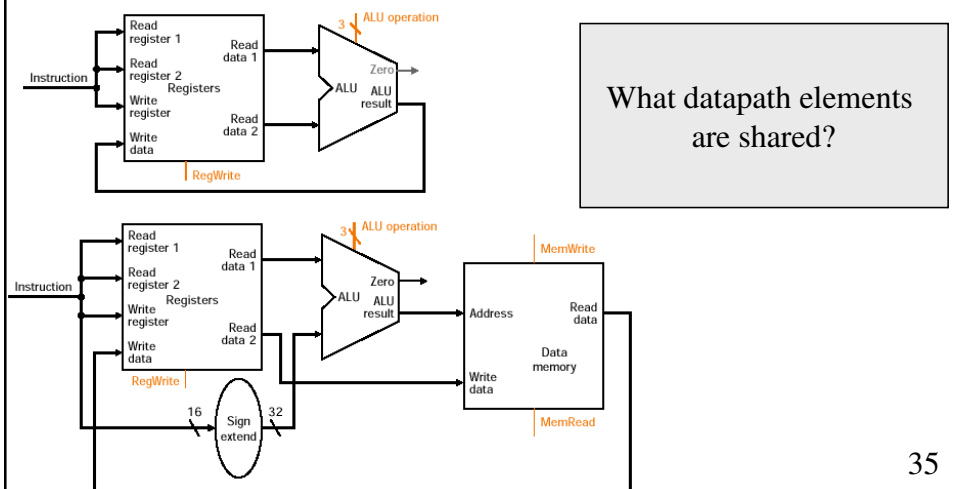 Instruction
Read
register 1
Read
register 2
Registers
Write
register
Write
data
Read
data 1
Read
data 2
RegWrite
3
ALU operation
Zero
ALU
ALU
result
What datapath elements
are shared?
Instruction
Read
register 1
Read
register 2
Registers
Write
register
Write
data
Read
data 1
Read
data 2
RegWrite
16
Sign
extend
32
3
ALU operation
Zero
ALU
ALU
result
MemWrite
Address
Read
data
Data
memory
Write
data
MemRead
35